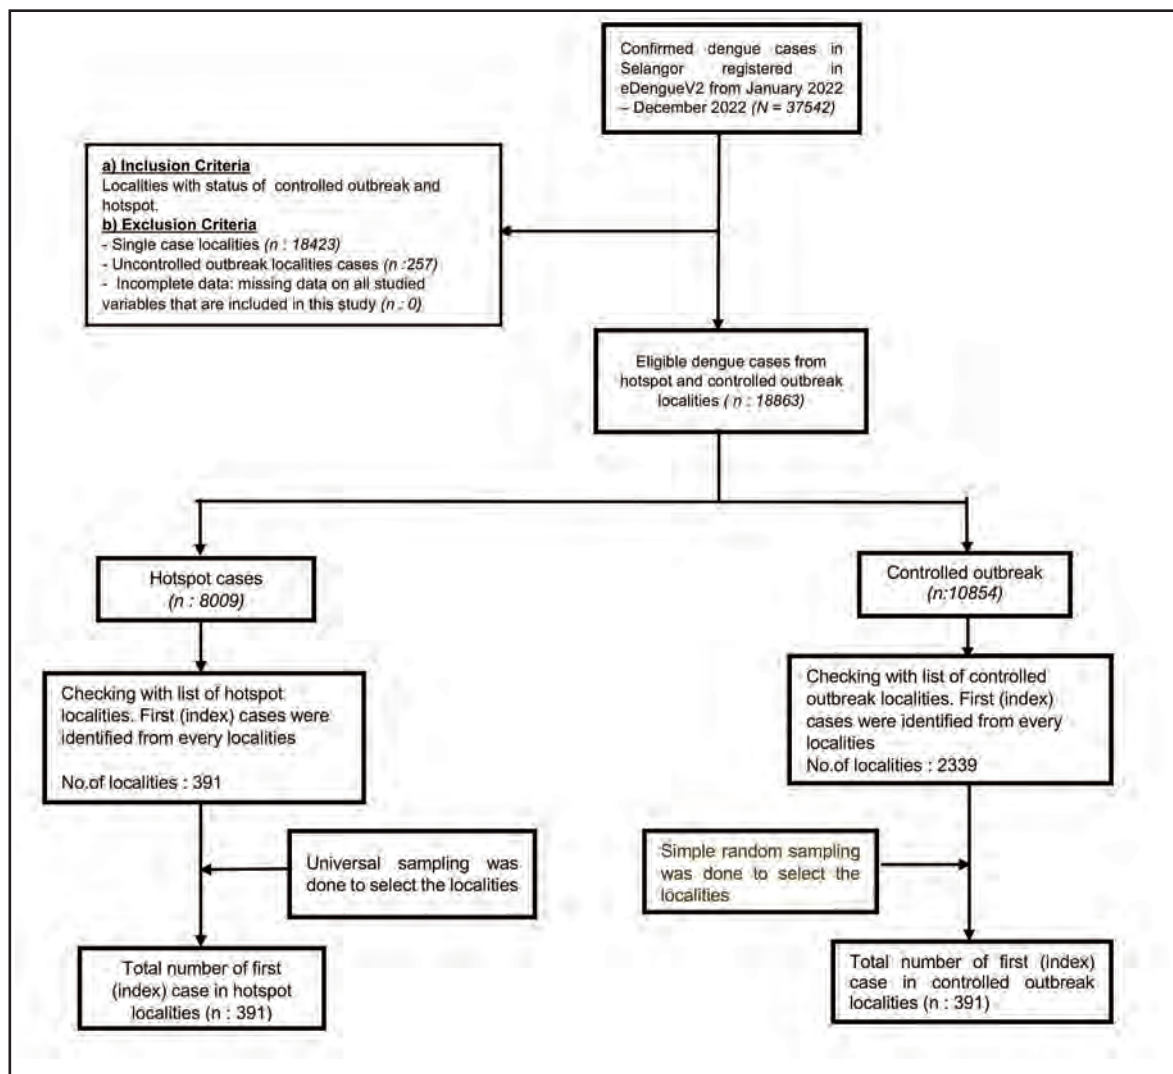 Confirmed dengue cases in
Selangor registered in
eDengueV2 from January 2022
– December 2022 (N = 37542)
a) Inclusion Criteria
Localities with status of controlled outbreak and
hotspot.
b) Exclusion Criteria
- Single case localities (n : 18423)
- Uncontrolled outbreak localities cases (n :257)
- Incomplete data: missing data on all studied
variables that are included in this study (n : 0)
Eligible dengue cases from
hotspot and controlled outbreak
localities ( n : 18863)
Hotspot cases
(n : 8009)
Controlled outbreak
(n:10854)
Checking with list of hotspot
localities. First (index) cases were
identified from every localities
No.of localities : 391
Checking with list of controlled
outbreak localities. First (index)
cases were identified from every
localities
No.of localities : 2339
Universal sampling was
done to select the localities
Simple random sampling
was done to select the
localities
Total number of first
(index) case in hotspot
localities (n : 391)
Total number of first (index)
case in controlled outbreak
localities (n : 391)